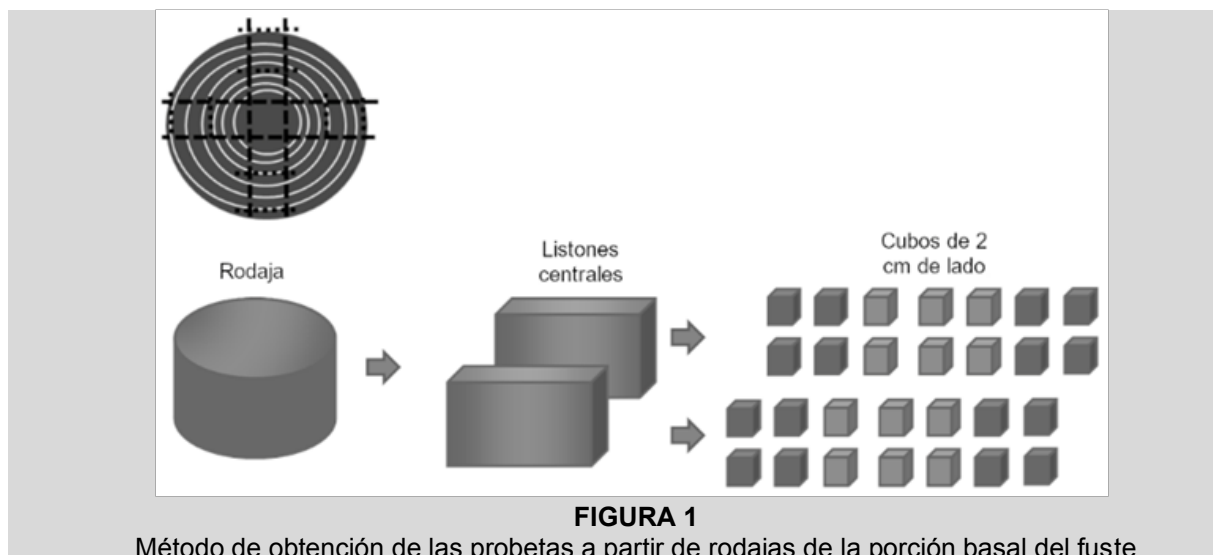 Rodaja
Listones
centrales
Cubos de 2
cm de lado
FIGURA 1
Método de obtención de las probetas a partir de rodajas de la porción basal del fuste